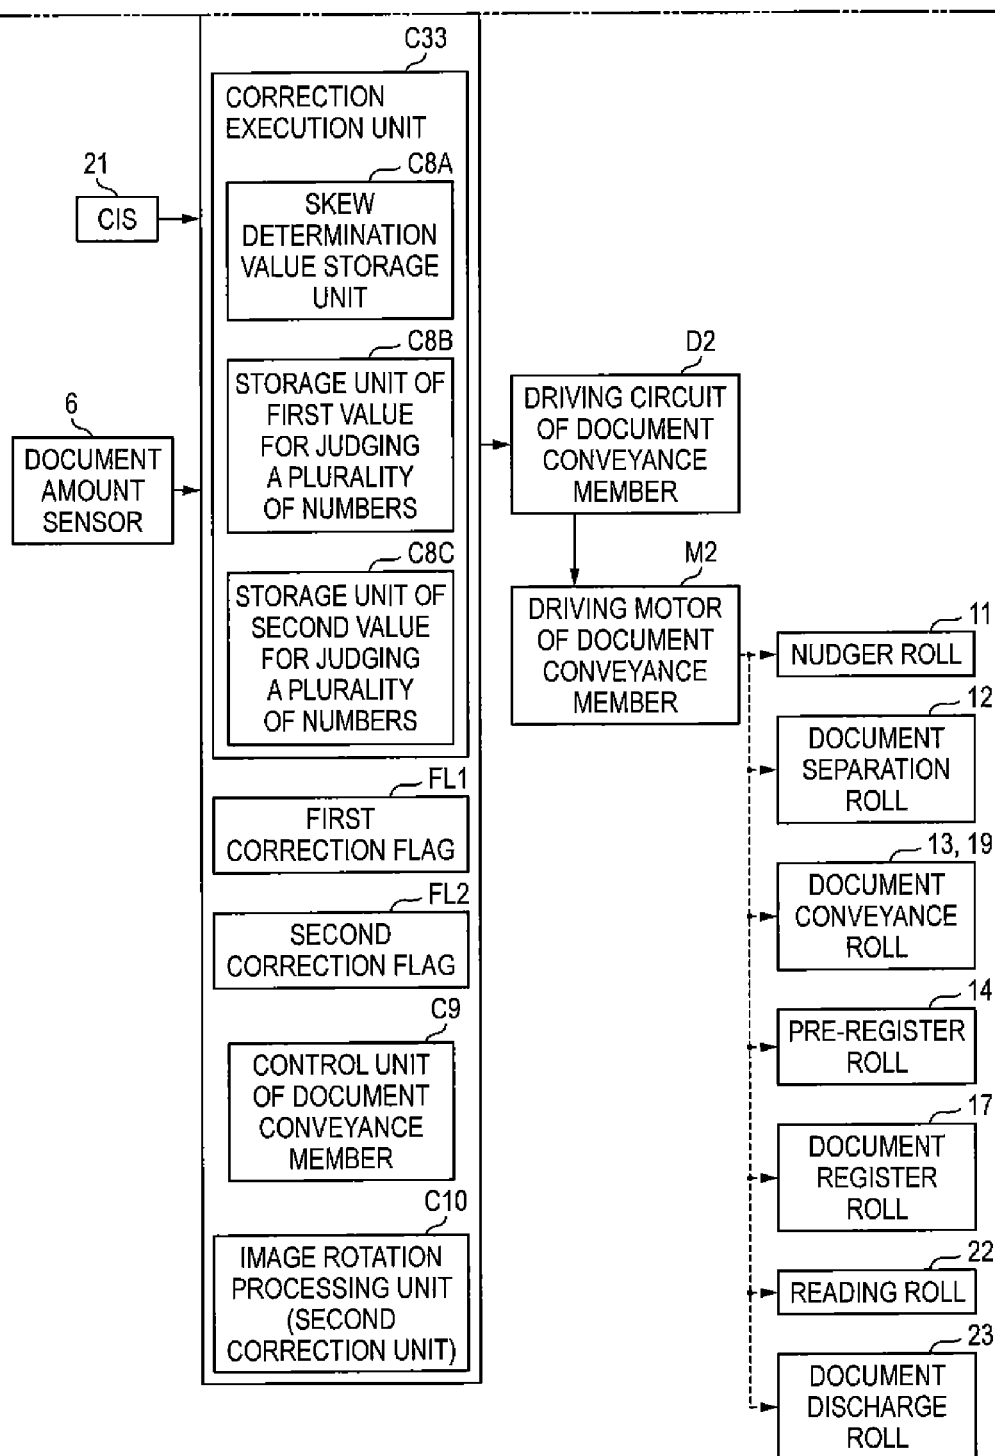 C33
CORRECTION
EXECUTION UNIT
C8A
SKEW
DETERMINATION
VALUE STORAGE
UNIT
C8B
STORAGE UNIT OF
FIRST VALUE
FOR JUDGING
A PLURALITY
OF NUMBERS
C8C
STORAGE UNIT OF
SECOND VALUE
FOR JUDGING
A PLURALITY
OF NUMBERS
FL1
FIRST
CORRECTION FLAG
FL2
SECOND
CORRECTION FLAG
C9
CONTROL UNIT
OF DOCUMENT
CONVEYANCE
MEMBER
C10
IMAGE ROTATION
PROCESSING UNIT
(SECOND
CORRECTION UNIT)
21
CIS
6
DOCUMENT
AMOUNT
SENSOR
D2
DRIVING CIRCUIT
OF DOCUMENT
CONVEYANCE
MEMBER
M2
DRIVING MOTOR
OF DOCUMENT
CONVEYANCE
MEMBER
11
NUDGER ROLL
12
DOCUMENT
SEPARATION
ROLL
13, 19
DOCUMENT
CONVEYANCE
ROLL
14
PRE-REGISTER
ROLL
17
DOCUMENT
REGISTER
ROLL
22
READING ROLL
23
DOCUMENT
DISCHARGE
ROLL